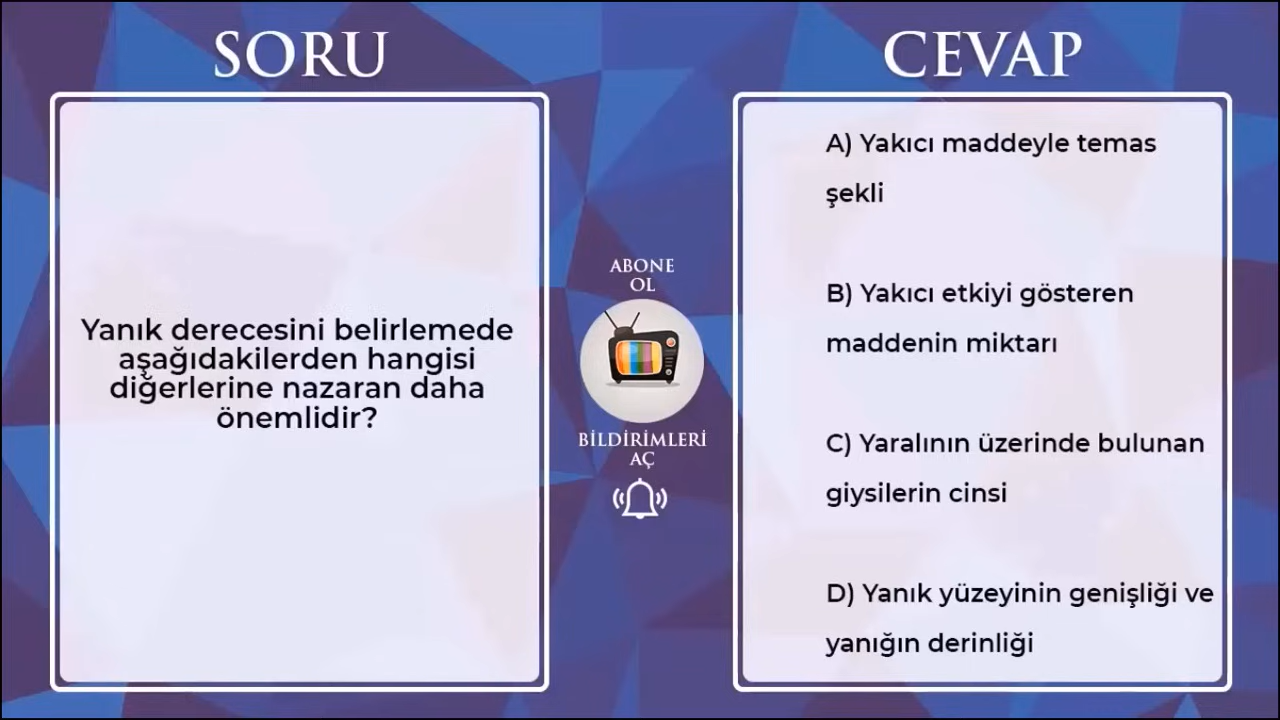 SORU
Yanık derecesini belirlemede
aşağıdakilerden hangisi
diğerlerine nazaran daha
önemlidir?
ABONE
OL
BİLDİRİMLERİ
AÇ
CEVAP
A) Yakıcı maddeyle temas
şekli
B) Yakıcı etkiyi gösteren
maddenin miktarı
C) Yaralının üzerinde bulunan
giysilerin cinsi
D) Yanık yüzeyinin genişliği ve
yanığın derinliği